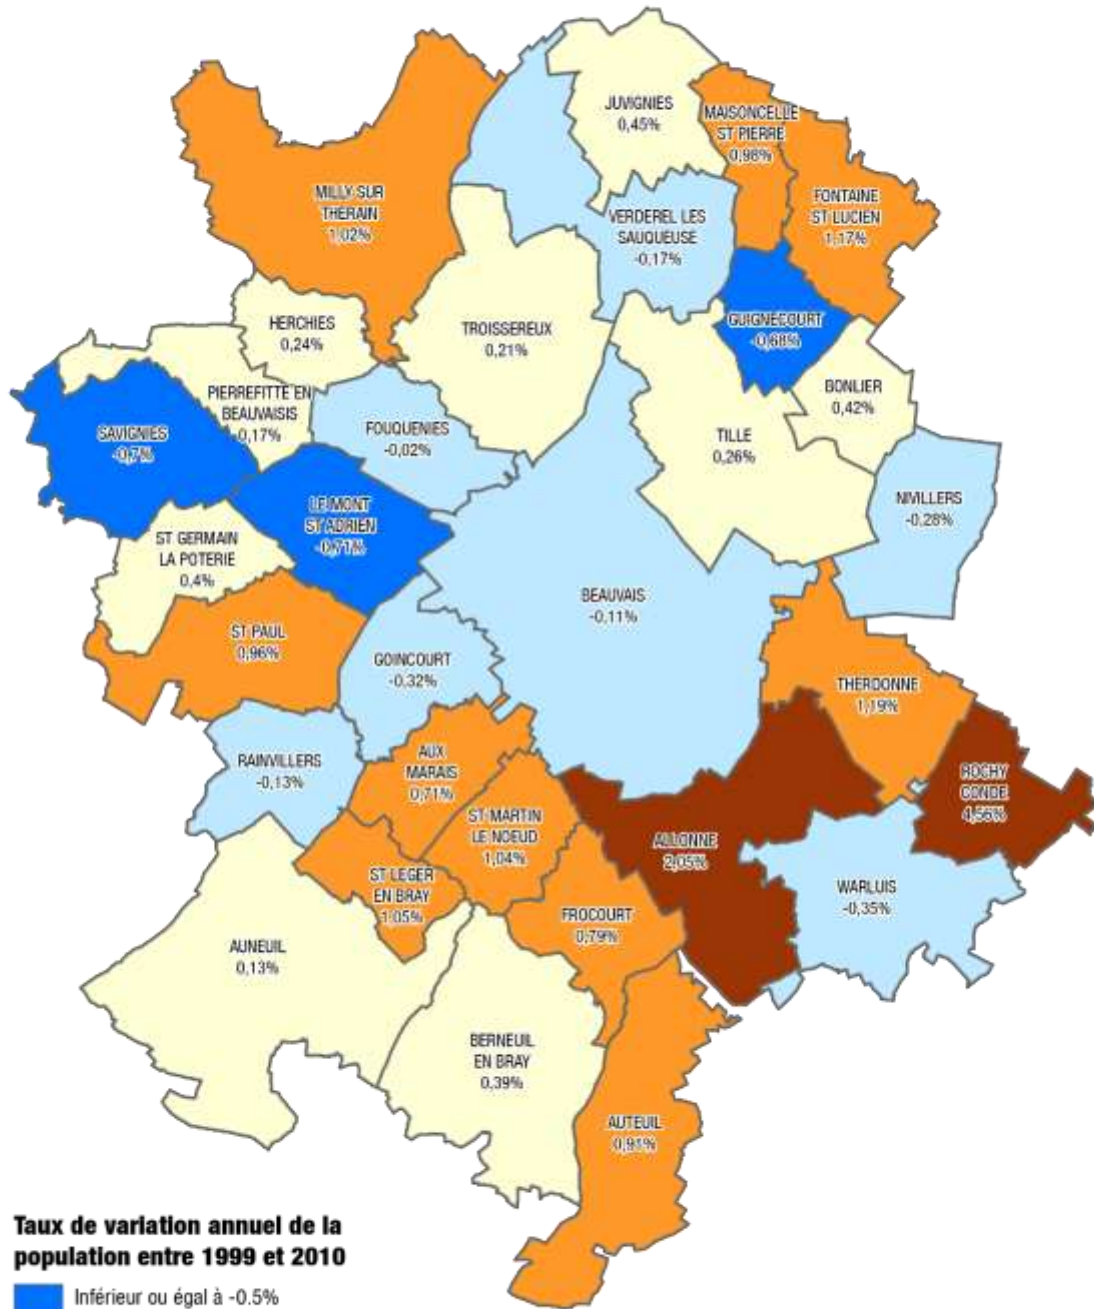 JUVIGNIES
0,45%
MAISONCELLE
ST PIERRE
0,98%
MILLY SUR
THERAIN
1,02%
FONTAINE
ST LUCIEN
1,17%
VERDEREL LES
SAUQUEUSE
-0,17%
HERCHIES
0,24%
TROISSEREUX
0,21%
GUIGNECOURT
-0,68%
PIERREFITTE EN
BEAUVAISIS
0,17%
BONLIER
0,42%
SAVIGNIES
-0,7%
FOUQUENIES
-0,02%
TILLE
0,26%
NIVILLERS
-0,28%
LE MONT
ST ADRIEN
-0,71%
ST GERMAIN
LA POTERIE
0,4%
BEAUVAIS
-0,11%
ST PAUL
0,96%
GOINCOURT
-0,32%
THERDONNE
1,19%
RAINVILLERS
-0,13%
AUX
MARAIS
0,71%
ROCHY
CONDE
4,56%
ST MARTIN
LE NOEUD
1,04%
ALLONNE
2,05%
ST LEGER
EN BRAY
1,05%
WARLUIS
-0,35%
FROCOURT
0,79%
AUNEUIL
0,13%
BERNEUIL
EN BRAY
0,39%
AUTEUIL
0,91%
Taux de variation annuel de la
population entre 1999 et 2010
Inférieur ou égal à -0.5%